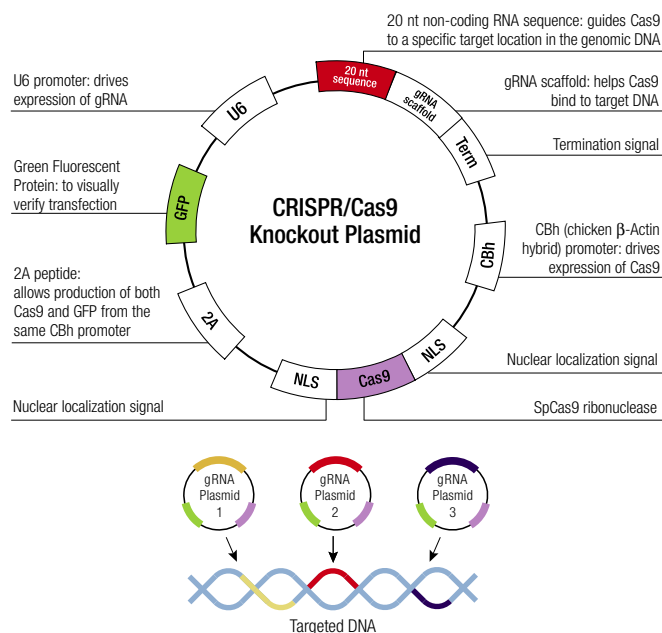 20 nt non-coding RNA sequence: guides Cas9
to a specific target location in the genomic DNA
U6 promoter: drives
expression of gRNA
20 nt
sequence
gRNA
scaffold
gRNA scaffold: helps Cas9
bind to target DNA
U6
Term
Termination signal
Green Fluorescent
Protein: to visually
verify transfection
GFP
CRISPR/Cas9
Knockout Plasmid
CBh
CBh (chicken β-Actin
hybrid) promoter: drives
expression of Cas9
2A peptide:
allows production of both
Cas9 and GFP from the
same CBh promoter
2A
NLS
Cas9
NLS
Nuclear localization signal
Nuclear localization signal
SpCas9 ribonuclease
gRNA
Plasmid
1
gRNA
Plasmid
2
gRNA
Plasmid
3
Targeted DNA